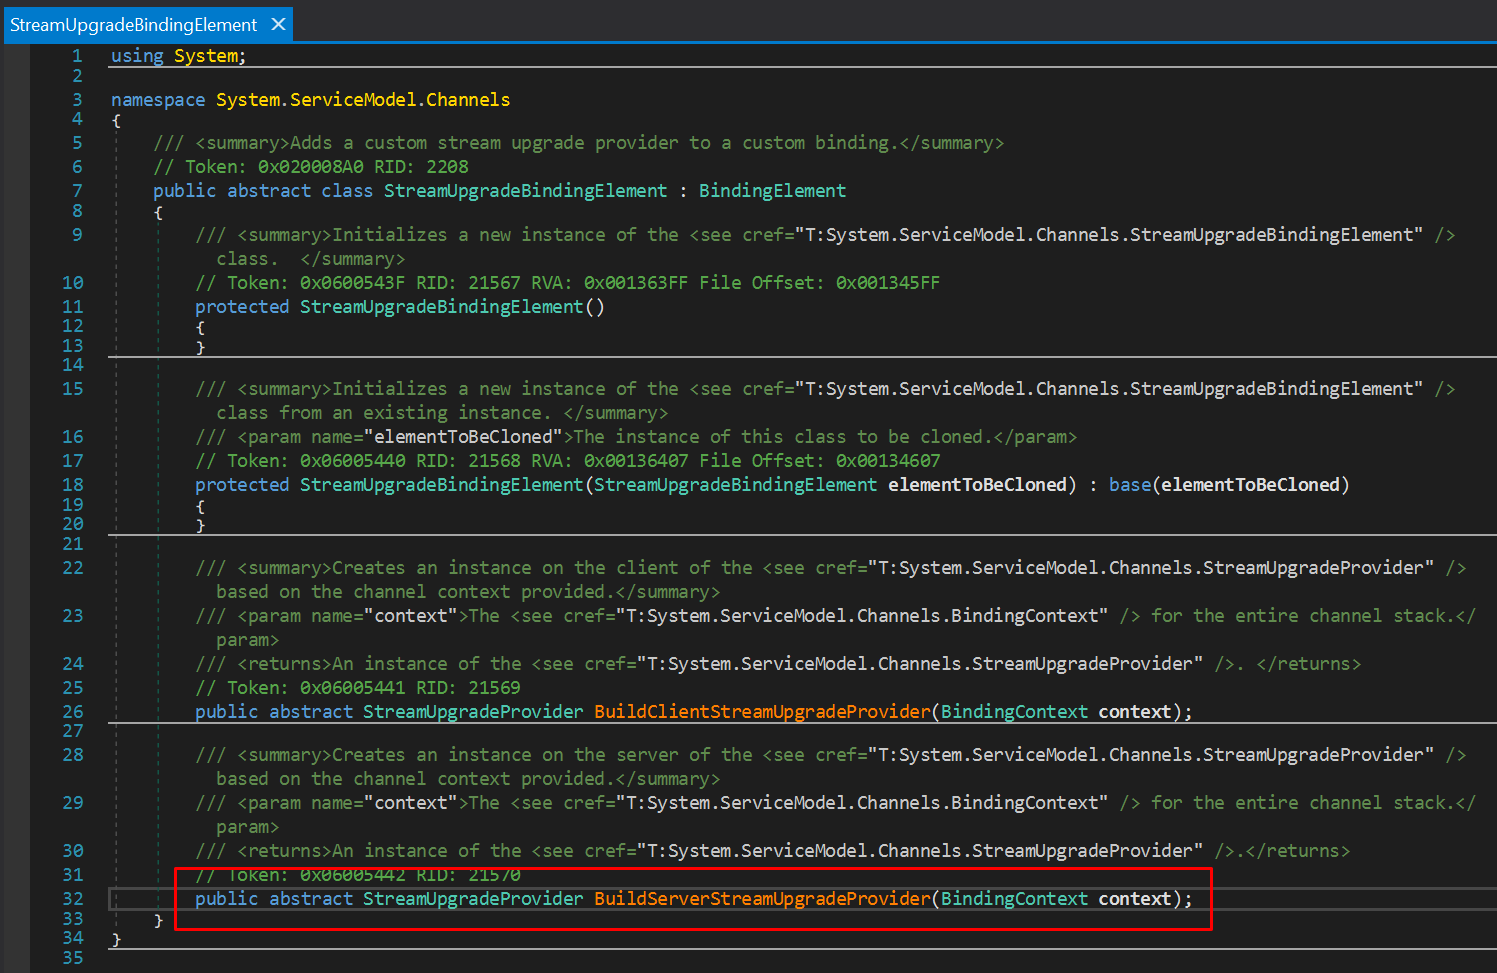 StreamUpgradeBindingElement ✕
1 using System;
2
3 namespace System.ServiceModel.Channels
4 {
5 /// <summary>Adds a custom stream upgrade provider to a custom binding.</summary>
6 // Token: 0x020008A0 RID: 2208
7 public abstract class StreamUpgradeBindingElement : BindingElement
8 {
9 /// <summary>Initializes a new instance of the <see cref="T:System.ServiceModel.Channels.StreamUpgradeBindingElement" />
class.  </summary>
10 // Token: 0x0600543F RID: 21567 RVA: 0x001363FF File Offset: 0x001345FF
11 protected StreamUpgradeBindingElement()
12 {
13 }
14
15 /// <summary>Initializes a new instance of the <see cref="T:System.ServiceModel.Channels.StreamUpgradeBindingElement" />
class from an existing instance. </summary>
16 /// <param name="elementToBeCloned">The instance of this class to be cloned.</param>
17 // Token: 0x06005440 RID: 21568 RVA: 0x00136407 File Offset: 0x00134607
18 protected StreamUpgradeBindingElement(StreamUpgradeBindingElement elementToBeCloned) : base(elementToBeCloned)
19 {
20 }
21
22 /// <summary>Creates an instance on the client of the <see cref="T:System.ServiceModel.Channels.StreamUpgradeProvider" />
based on the channel context provided.</summary>
23 /// <param name="context">The <see cref="T:System.ServiceModel.Channels.BindingContext" /> for the entire channel stack.</
param>
24 /// <returns>An instance of the <see cref="T:System.ServiceModel.Channels.StreamUpgradeProvider" />. </returns>
25 // Token: 0x06005441 RID: 21569
26 public abstract StreamUpgradeProvider BuildClientStreamUpgradeProvider(BindingContext context);
27
28 /// <summary>Creates an instance on the server of the <see cref="T:System.ServiceModel.Channels.StreamUpgradeProvider" />
based on the channel context provided.</summary>
29 /// <param name="context">The <see cref="T:System.ServiceModel.Channels.BindingContext" /> for the entire channel stack.</
param>
30 /// <returns>An instance of the <see cref="T:System.ServiceModel.Channels.StreamUpgradeProvider" />.</returns>
31 // Token: 0x06005442 RID: 21570
32 public abstract StreamUpgradeProvider BuildServerStreamUpgradeProvider(BindingContext context);
33 }
34 }
35